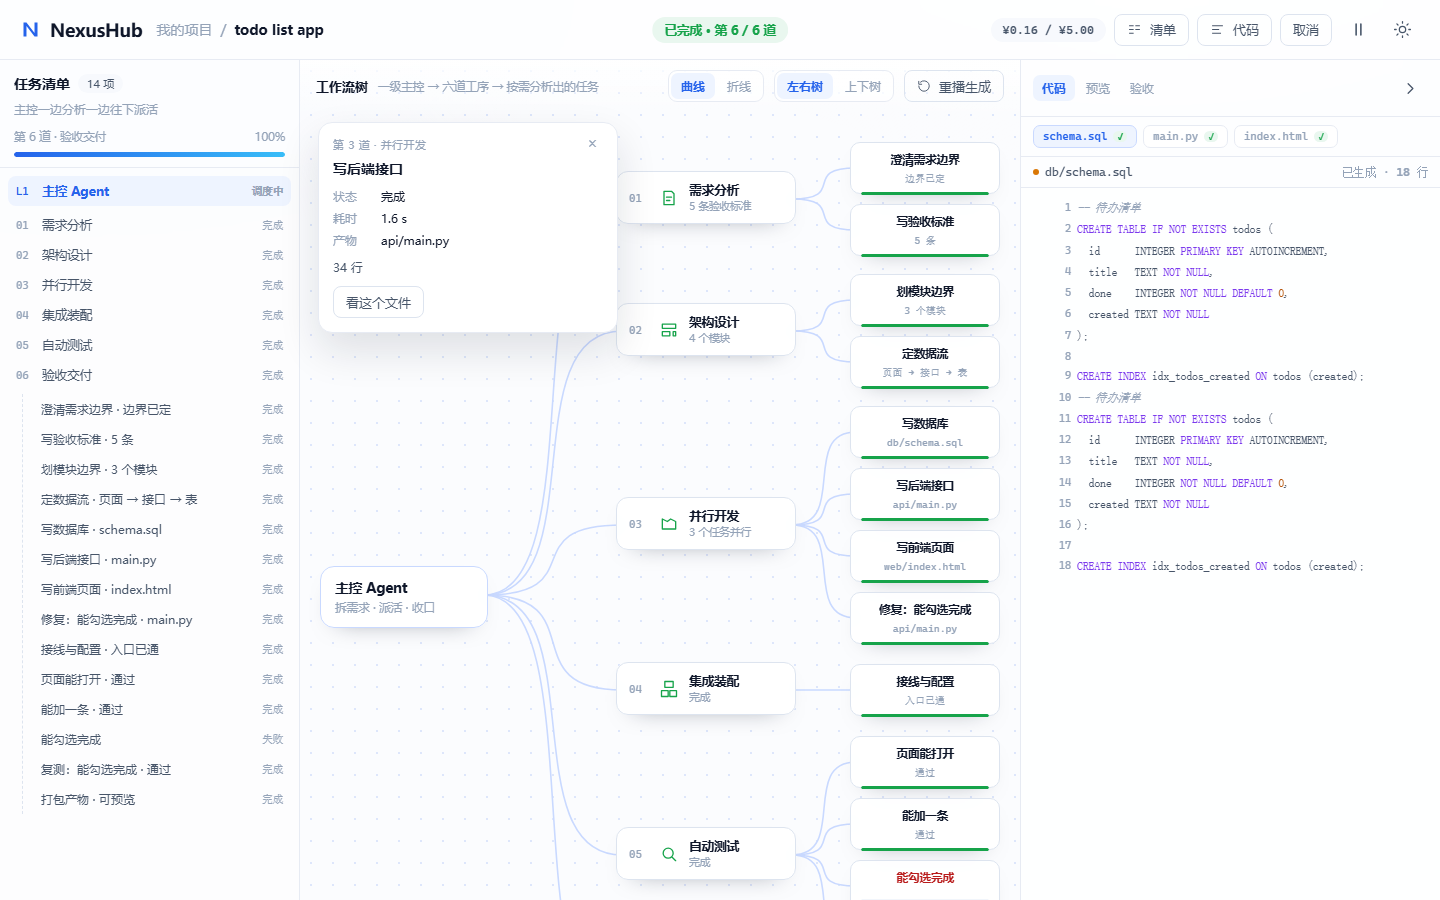 NexusHub
我的项目 / todo list app
已完成 • 第 6 / 6 道
¥0.16 / ¥5.00
清单
代码
取消
任务清单 14 项
主控一边分析一边往下派活
第 6 道 · 验收交付 100%
L1 主控 Agent 调度中
01 需求分析 完成
02 架构设计 完成
03 并行开发 完成
04 集成装配 完成
05 自动测试 完成
06 验收交付 完成
澄清需求边界 · 边界已定 完成
写验收标准 · 5 条 完成
划模块边界 · 3 个模块 完成
定数据流 · 页面 → 接口 → 表 完成
写数据库 · schema.sql 完成
写后端接口 · main.py 完成
写前端页面 · index.html 完成
修复：能勾选完成 · main.py 完成
接线与配置 · 入口已通 完成
页面能打开 · 通过 完成
能加一条 · 通过 完成
能勾选完成 失败
复测：能勾选完成 · 通过 完成
打包产物 · 可预览 完成
工作流树 一级主控 → 六道工序 → 按需分析出的任务
曲线 折线
左右树 上下树
重播生成
第 3 道 · 并行开发 ×
写后端接口
状态 完成
耗时 1.6 s
产物 api/main.py
34 行
看这个文件
主控 Agent
拆需求 · 派活 · 收口
01 需求分析
5 条验收标准
02 架构设计
4 个模块
03 并行开发
3 个任务并行
04 集成装配
完成
05 自动测试
完成
澄清需求边界
边界已定
写验收标准
5 条
划模块边界
3 个模块
定数据流
页面 → 接口 → 表
写数据库
db/schema.sql
写后端接口
api/main.py
写前端页面
web/index.html
修复：能勾选完成
api/main.py
接线与配置
入口已通
页面能打开
通过
能加一条
通过
能勾选完成
代码 预览 验收
schema.sql ✓ main.py ✓ index.html ✓
db/schema.sql 已生成 · 18 行
1 -- 待办清单
2 CREATE TABLE IF NOT EXISTS todos (
3 id INTEGER PRIMARY KEY AUTOINCREMENT,
4 title TEXT NOT NULL,
5 done INTEGER NOT NULL DEFAULT 0,
6 created TEXT NOT NULL
7 );
8
9 CREATE INDEX idx_todos_created ON todos (created);
10 -- 待办清单
11 CREATE TABLE IF NOT EXISTS todos (
12 id INTEGER PRIMARY KEY AUTOINCREMENT,
13 title TEXT NOT NULL,
14 done INTEGER NOT NULL DEFAULT 0,
15 created TEXT NOT NULL
16 );
17
18 CREATE INDEX idx_todos_created ON todos (created);